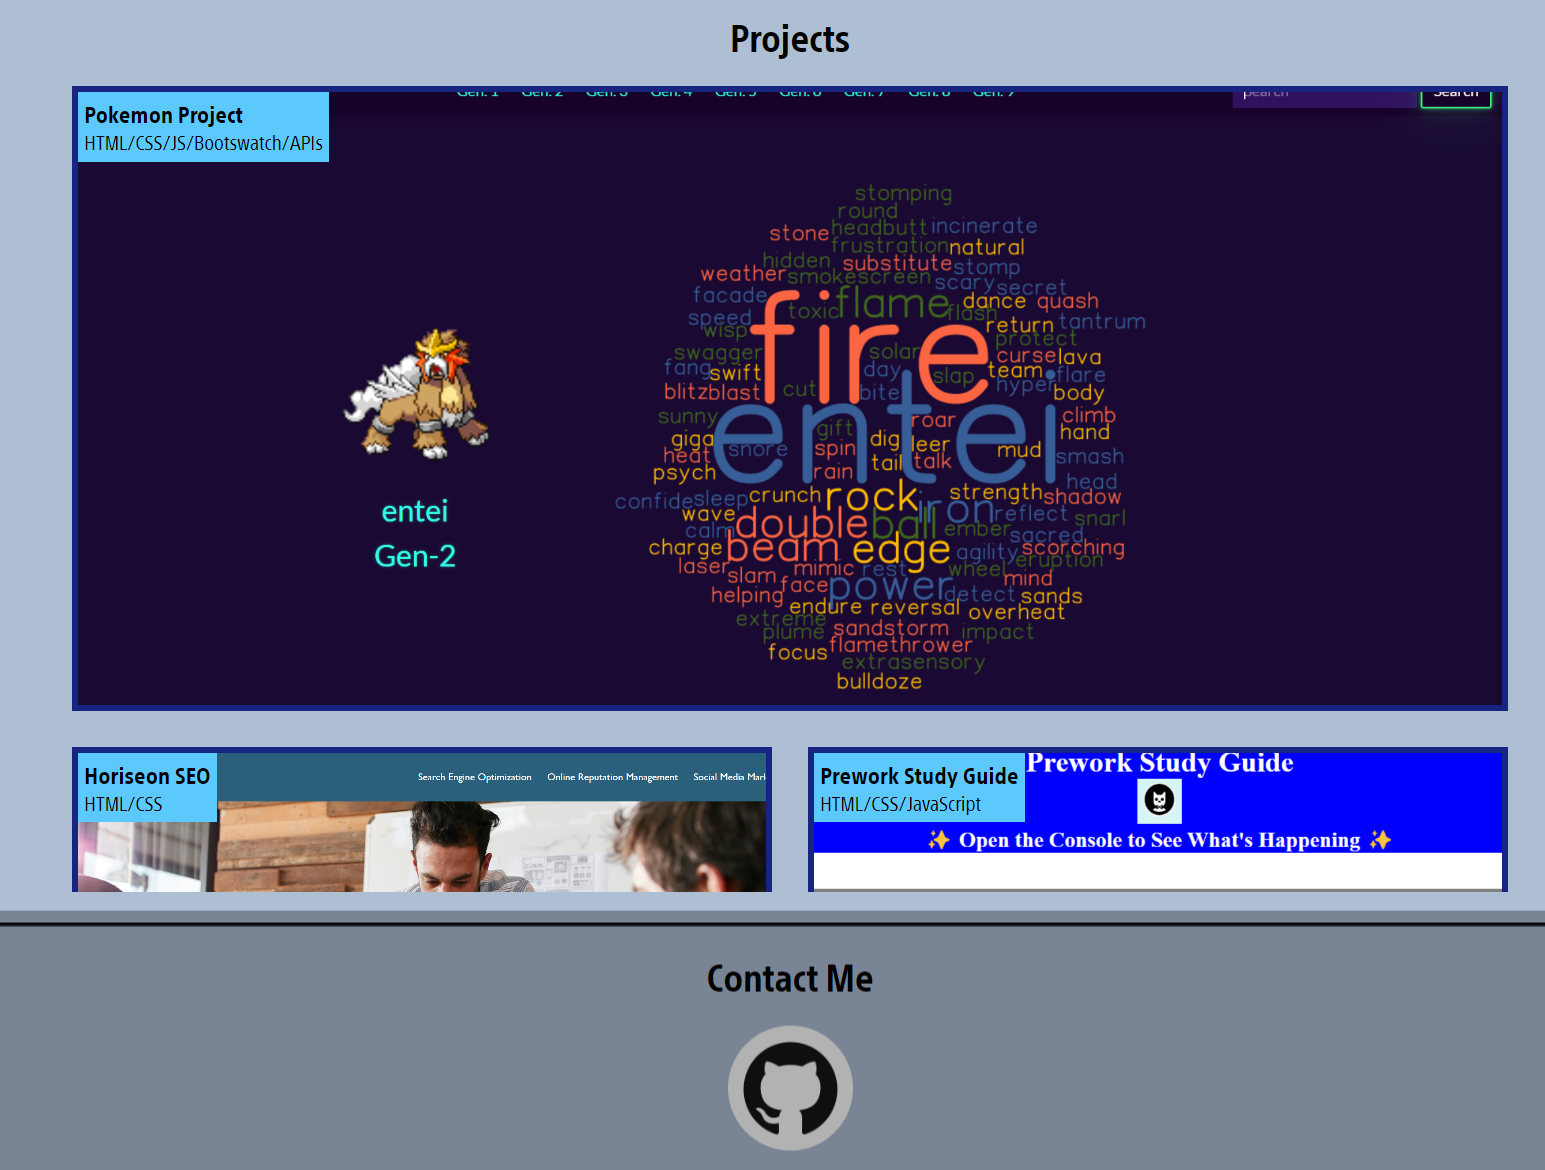 Projects
Gen. 1 Gen. 2 Gen. 3 Gen. 4 Gen. 5 Gen. 6 Gen. 7 Gen. 8 Gen. 9 Search
Pokemon Project
HTML/CSS/JS/Bootswatch/APIs
entei
Gen-2
stomping
round
headbutt incinerate
stone
frustration natural
hidden substitute stomp
weather smokescreen scary secret
facade flame dance quash
speed toxic flash return tantrum
wisp fire protect
swagger solar curse lava
fang swift day slap team hyper flare
blitz blast cut bite body
sunny entei roar climb
giga gift dig leer hand
heat snore spin tail talk mud smash
psych rain head
confide sleep crunch rock strength shadow
wave iron reflect snarl
calm double ball ember sacred
charge beam edge agility scorching
laser mimic rest wheel eruption
slam face power mind
helping detect sands
endure reversal overheat
extreme
plume sandstorm impact
focus flamethrower
extrasensory
bulldoze
Horiseon SEO
HTML/CSS
Search Engine Optimization Online Reputation Management Social Media Mark
Prework Study Guide
HTML/CSS/JavaScript
Prework Study Guide
✨ Open the Console to See What's Happening ✨
Contact Me